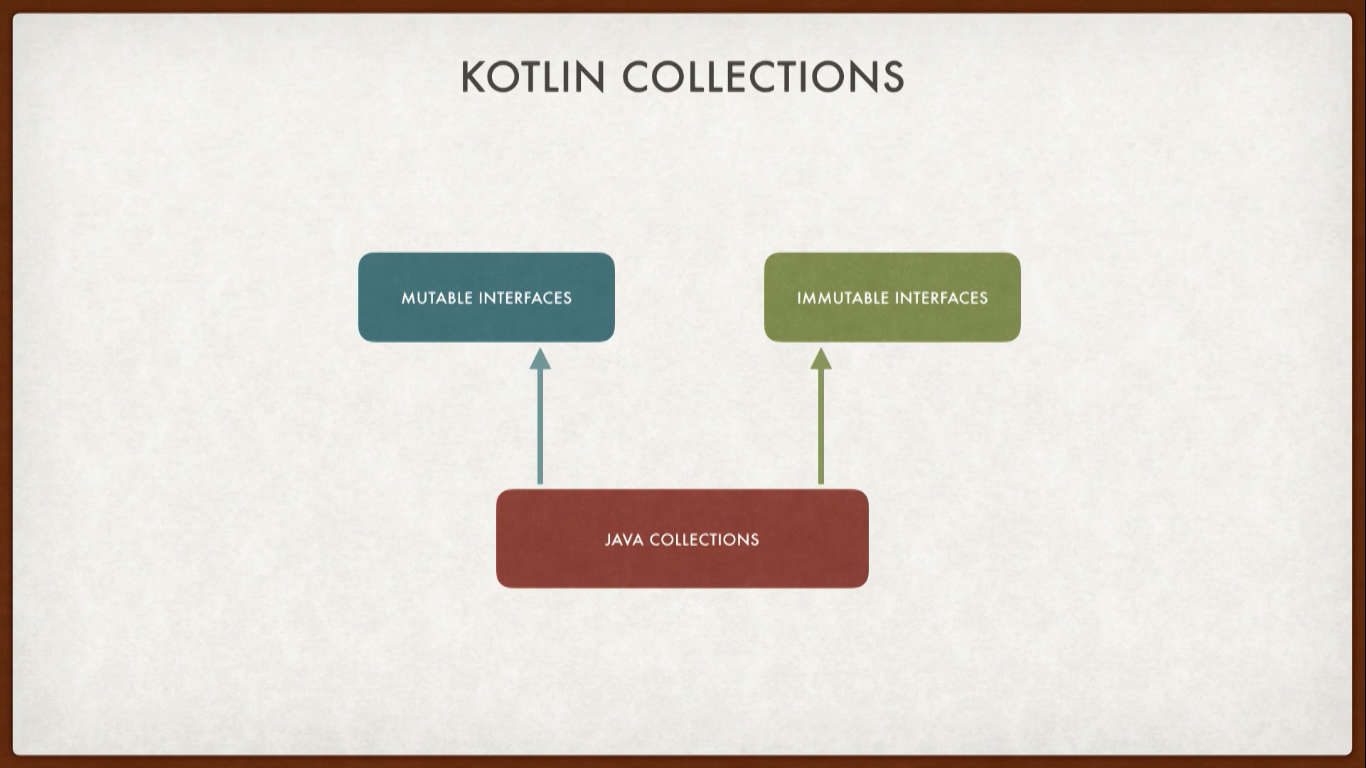 KOTLIN COLLECTIONS
MUTABLE INTERFACES
IMMUTABLE INTERFACES
JAVA COLLECTIONS